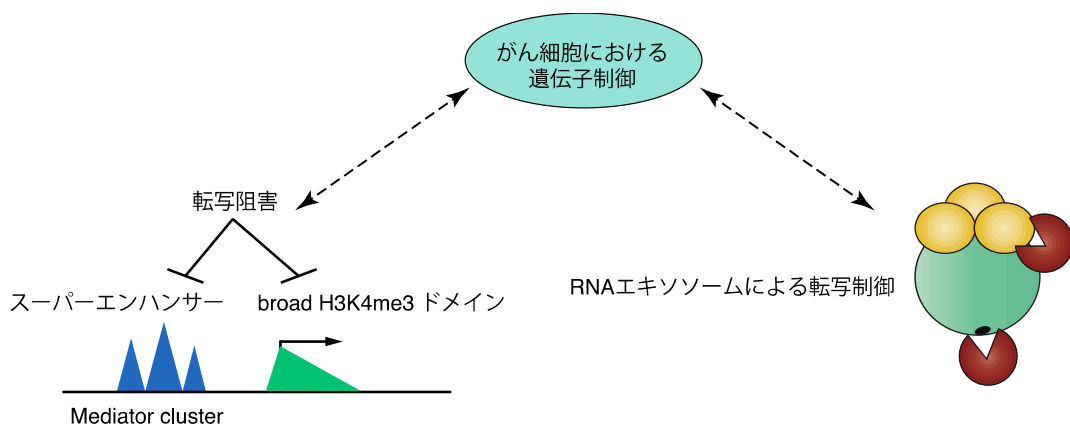 がん細胞における
遺伝子制御
転写阻害
スーパーエンハンサー
broad H3K4me3 ドメイン
RNAエキソソームによる転写制御
Mediator cluster